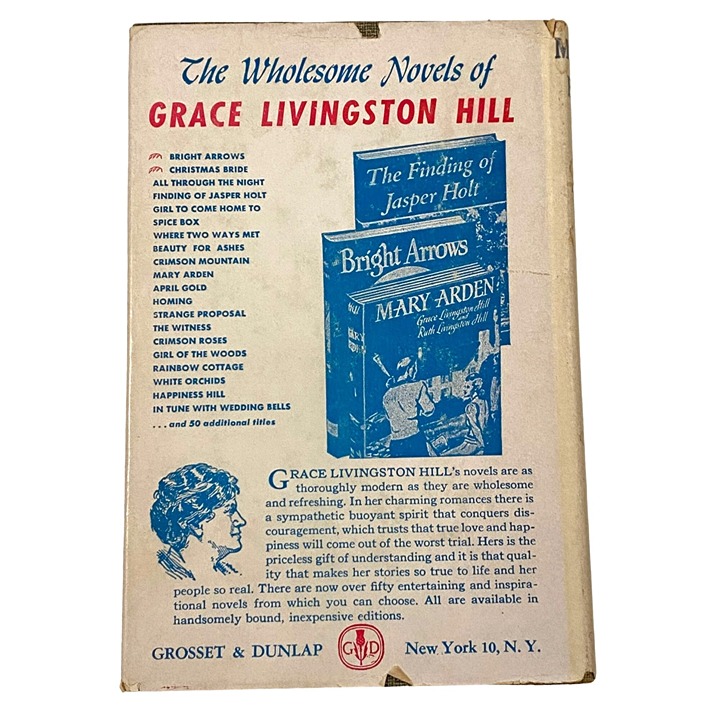 The Wholesome Novels of
GRACE LIVINGSTON HILL
BRIGHT ARROWS
CHRISTMAS BRIDE
ALL THROUGH THE NIGHT
FINDING OF JASPER HOLT
GIRL TO COME HOME TO
SPICE BOX
WHERE TWO WAYS MET
BEAUTY FOR ASHES
CRIMSON MOUNTAIN
MARY ARDEN
APRIL GOLD
HOMING
STRANGE PROPOSAL
THE WITNESS
CRIMSON ROSES
GIRL OF THE WOODS
RAINBOW COTTAGE
WHITE ORCHIDS
HAPPINESS HILL
IN TUNE WITH WEDDING BELLS
...and 50 additional titles
The Finding of
Jasper Holt
Bright Arrows
MARY ARDEN
Grace Livingston Hill
and
Ruth Livingston Hill
GRACE LIVINGSTON HILL's novels are as
thoroughly modern as they are wholesome
and refreshing. In her charming romances there is
a sympathetic buoyant spirit that conquers dis-
couragement, which trusts that true love and hap-
piness will come out of the worst trial. Hers is the
priceless gift of understanding and it is that qual-
ity that makes her stories so true to life and her
people so real. There are now over fifty entertaining and inspira-
tional novels from which you can choose. All are available in
handsomely bound, inexpensive editions.
GROSSET & DUNLAP
G D
New York 10, N. Y.